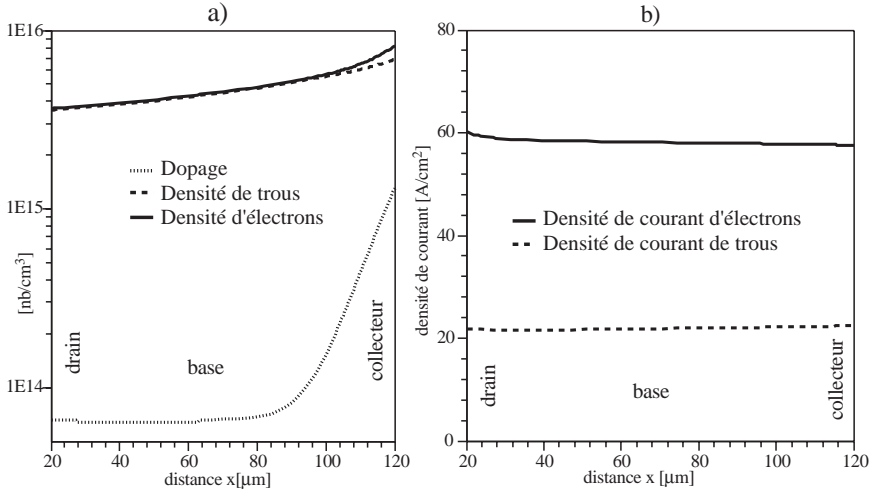 a)
1E16
1E15
1E14
[nb/cm³]
Dopage
Densité de trous
Densité d'électrons
drain
base
collecteur
20 40 60 80 100 120
distance x[μm]
b)
80
60
40
20
0
densité de courant [A/cm²]
Densité de courant d'électrons
Densité de courant de trous
drain
base
collecteur
20 40 60 80 100 120
distance x [μm]